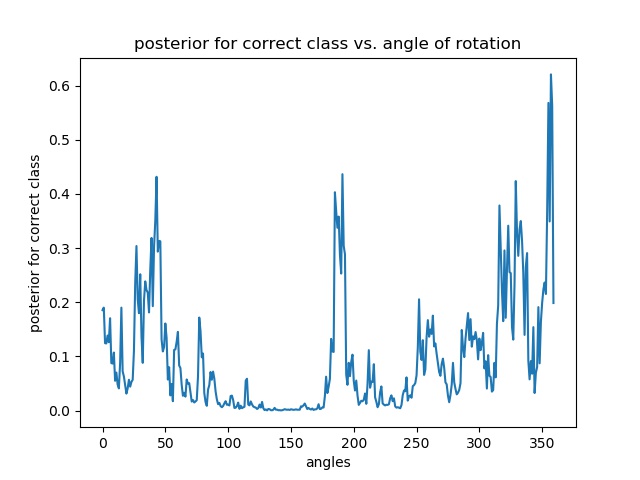 posterior for correct class vs. angle of rotation
posterior for correct class
0.6
0.5
0.4
0.3
0.2
0.1
0.0
0 50 100 150 200 250 300 350
angles